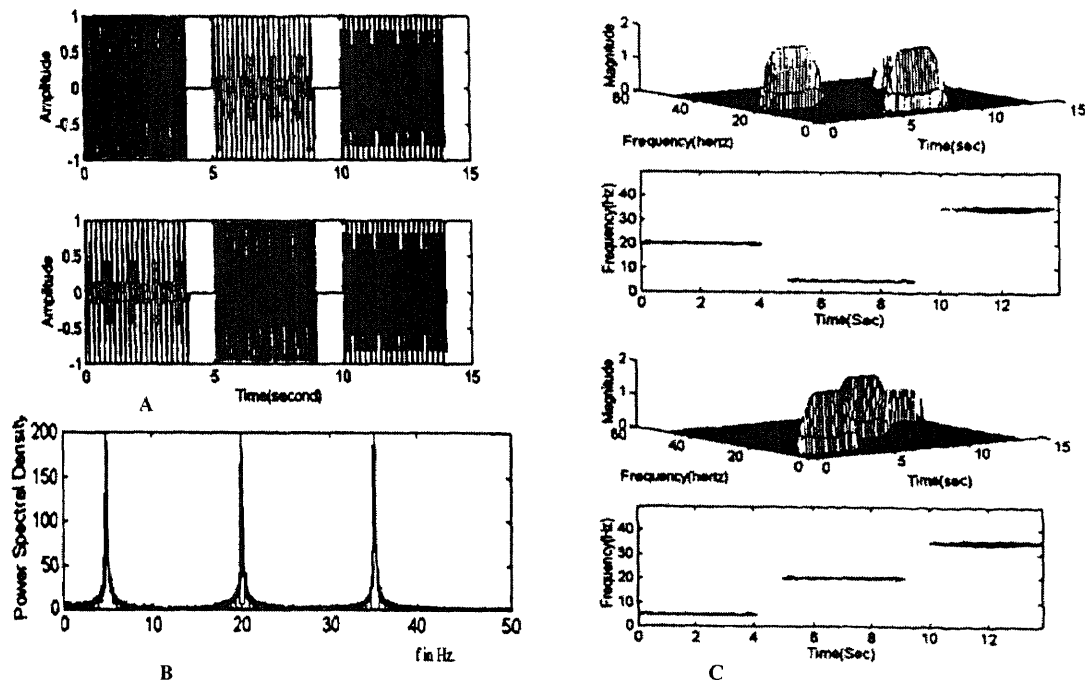 1
0.5
0
-0.5
-1
Amplitude
0 5 10 15
1
0.5
0
-0.5
-1
Amplitude
0 5 10 15
Time(second)
A
200
150
100
50
0
Power Spectral Density
0 10 20 30 40 50
f in Hz.
B
2
1
0
Magnitude
60 40 20 0
Frequency(hertz)
0 5 10 15
Time(sec)
40
30
20
10
0
Frequency(Hz)
0 2 4 6 8 10 12
Time(Sec)
2
1
0
Magnitude
60 40 20 0
Frequency(hertz)
0 5 10 15
Time(sec)
40
30
20
10
0
Frequency(Hz)
0 2 4 6 8 10 12
Time(Sec)
C